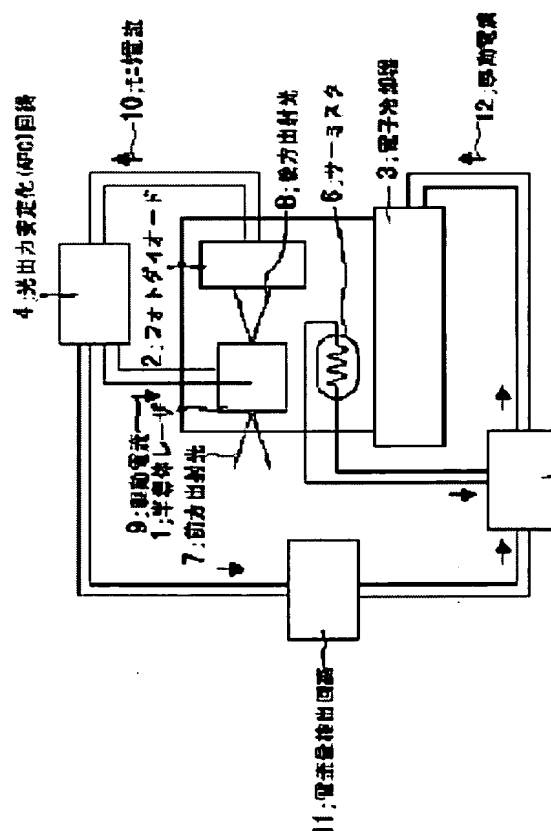 4;光出力安定化(APC)回路
9;駆動電流
10;モニタ電流
1;半導体レーザ
2;フォトダイオード
7;前方出射光
8;後方出射光
11;電流量検出回路
6;サーミスタ
3;電子冷却器
12;駆動電流